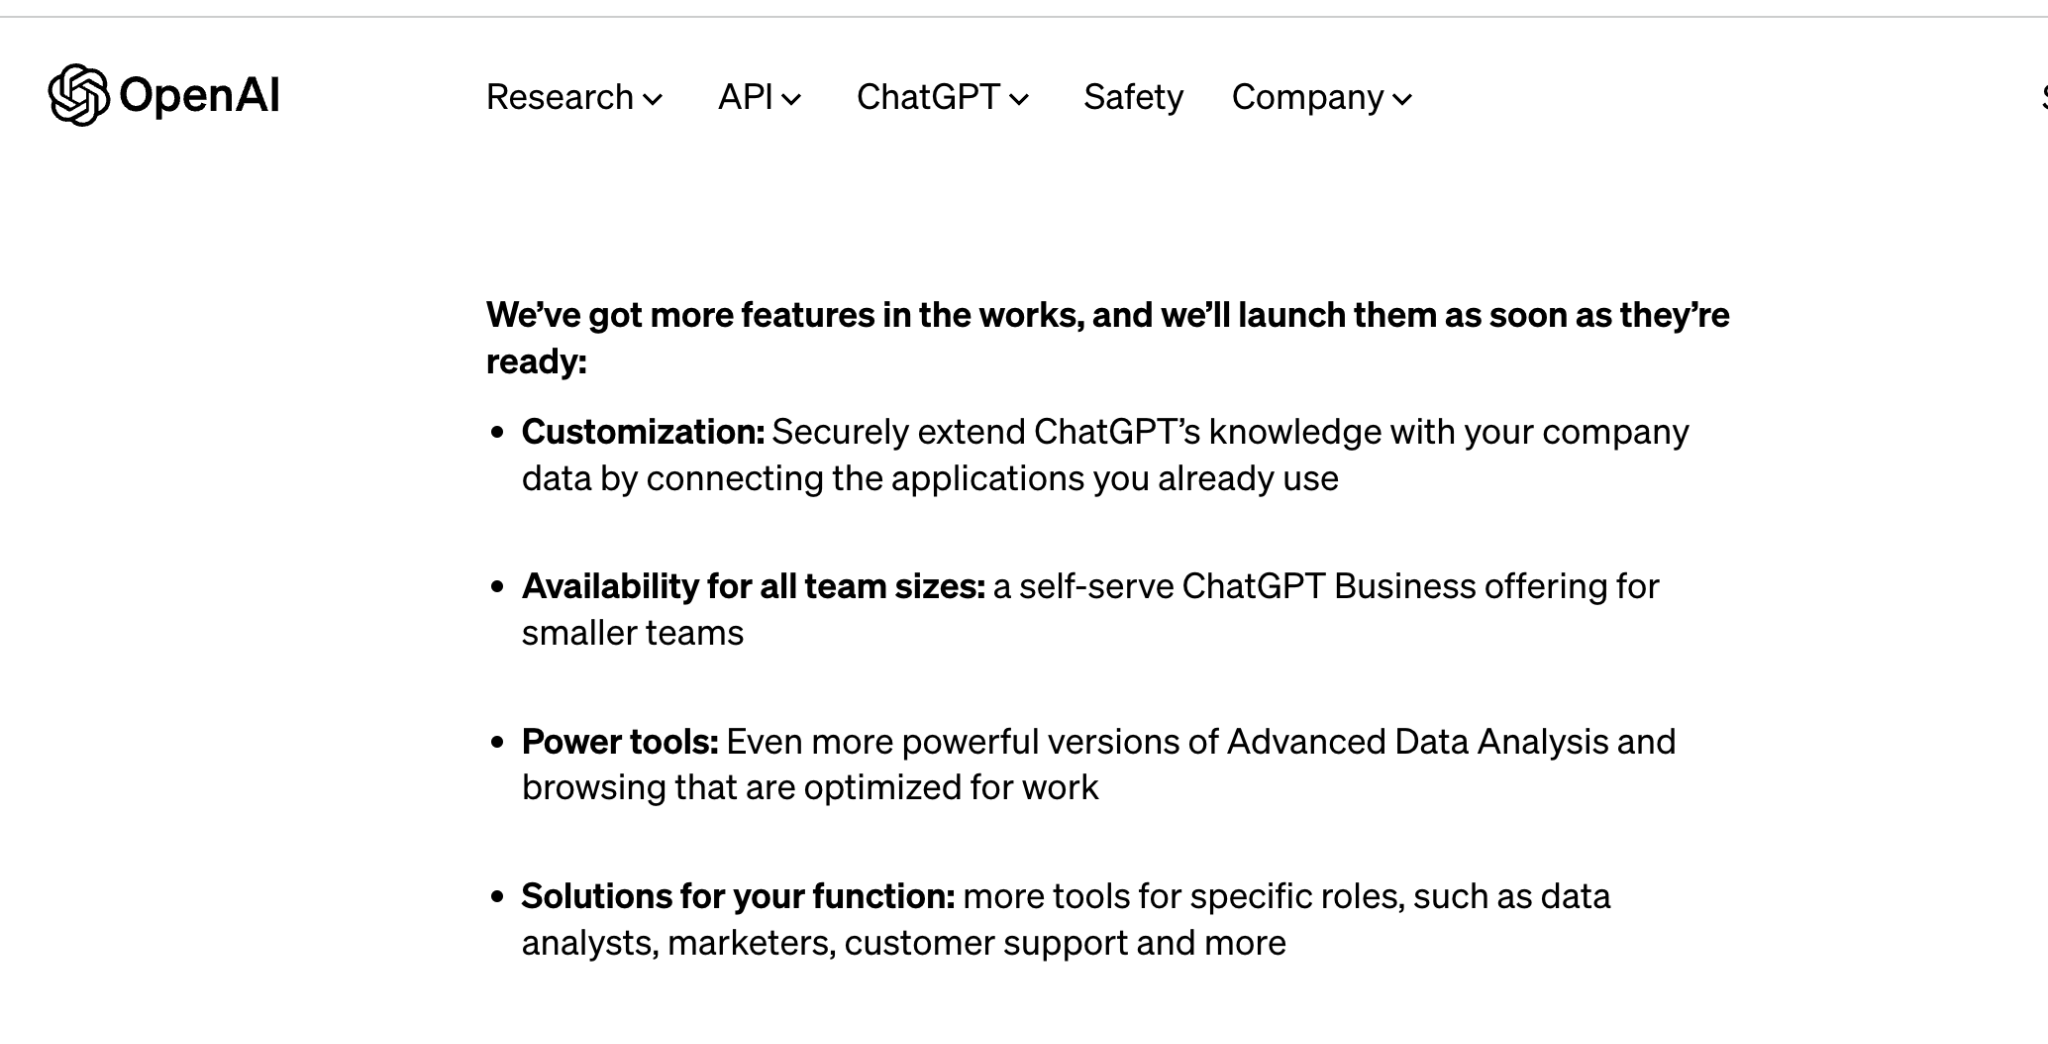 OpenAI Research API ChatGPT Safety Company
We’ve got more features in the works, and we’ll launch them as soon as they’re
ready:
• Customization: Securely extend ChatGPT’s knowledge with your company
data by connecting the applications you already use
• Availability for all team sizes: a self-serve ChatGPT Business offering for
smaller teams
• Power tools: Even more powerful versions of Advanced Data Analysis and
browsing that are optimized for work
• Solutions for your function: more tools for specific roles, such as data
analysts, marketers, customer support and more